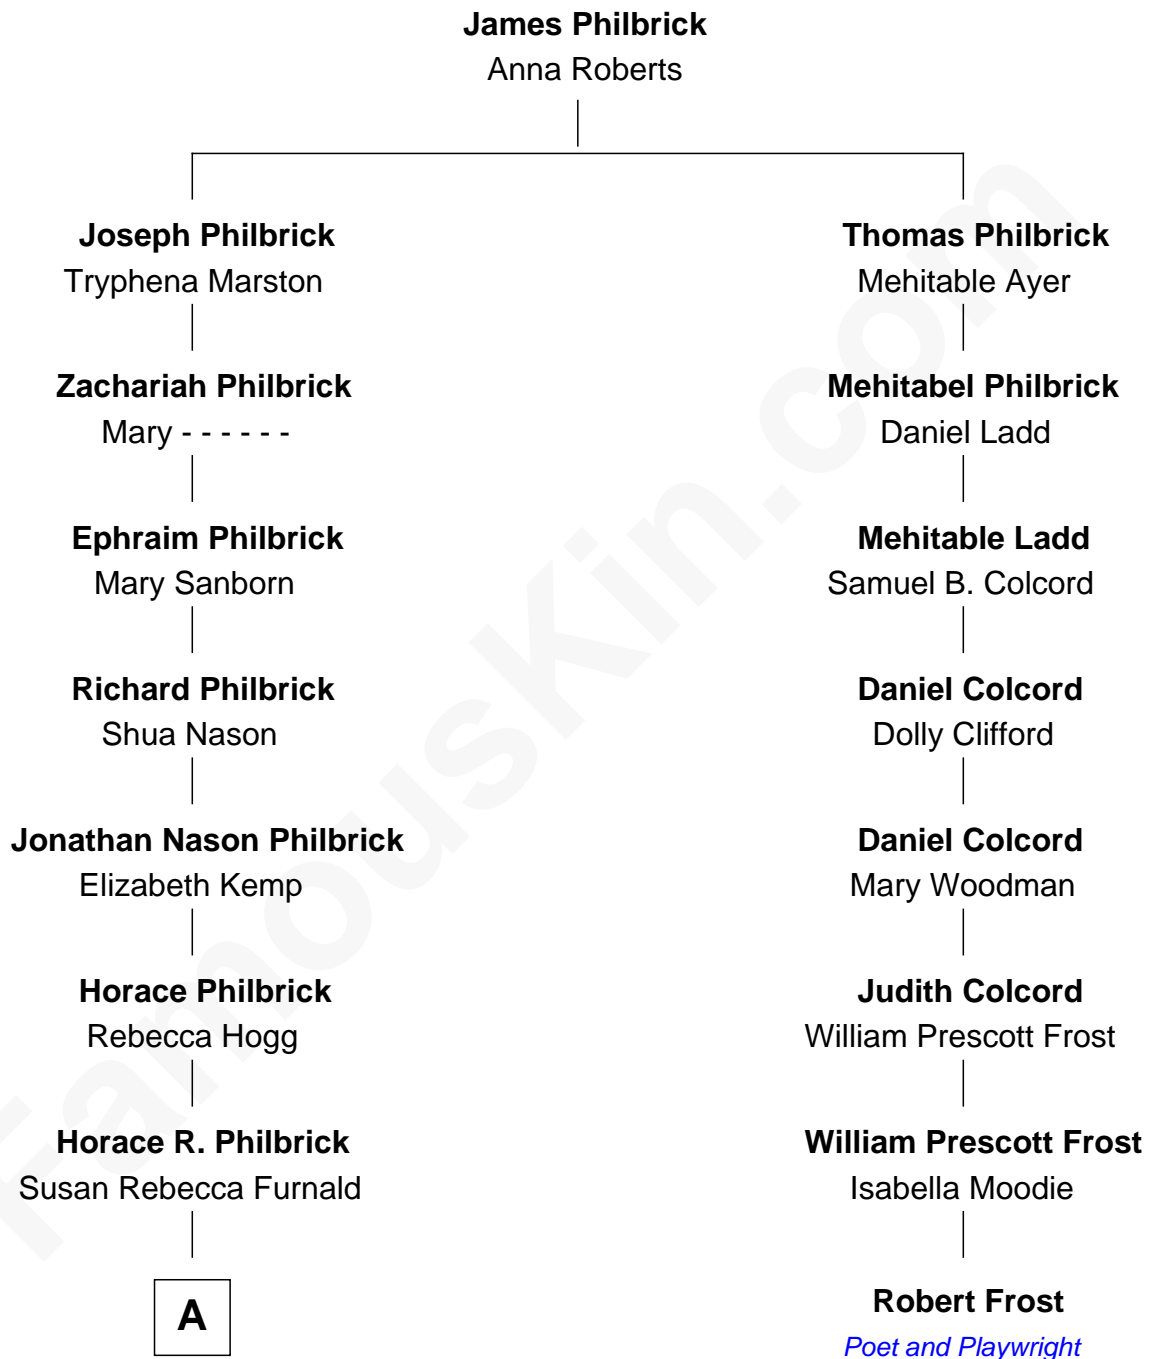 James Philbrick
Anna Roberts
Joseph Philbrick
Tryphena Marston
Zachariah Philbrick
Mary - - - - - -
Ephraim Philbrick
Mary Sanborn
Richard Philbrick
Shua Nason
Jonathan Nason Philbrick
Elizabeth Kemp
Horace Philbrick
Rebecca Hogg
Horace R. Philbrick
Susan Rebecca Furnald
A
Thomas Philbrick
Mehitable Ayer
Mehitabel Philbrick
Daniel Ladd
Mehitable Ladd
Samuel B. Colcord
Daniel Colcord
Dolly Clifford
Daniel Colcord
Mary Woodman
Judith Colcord
William Prescott Frost
William Prescott Frost
Isabella Moodie
Robert Frost
Poet and Playwright
FamousKin.com